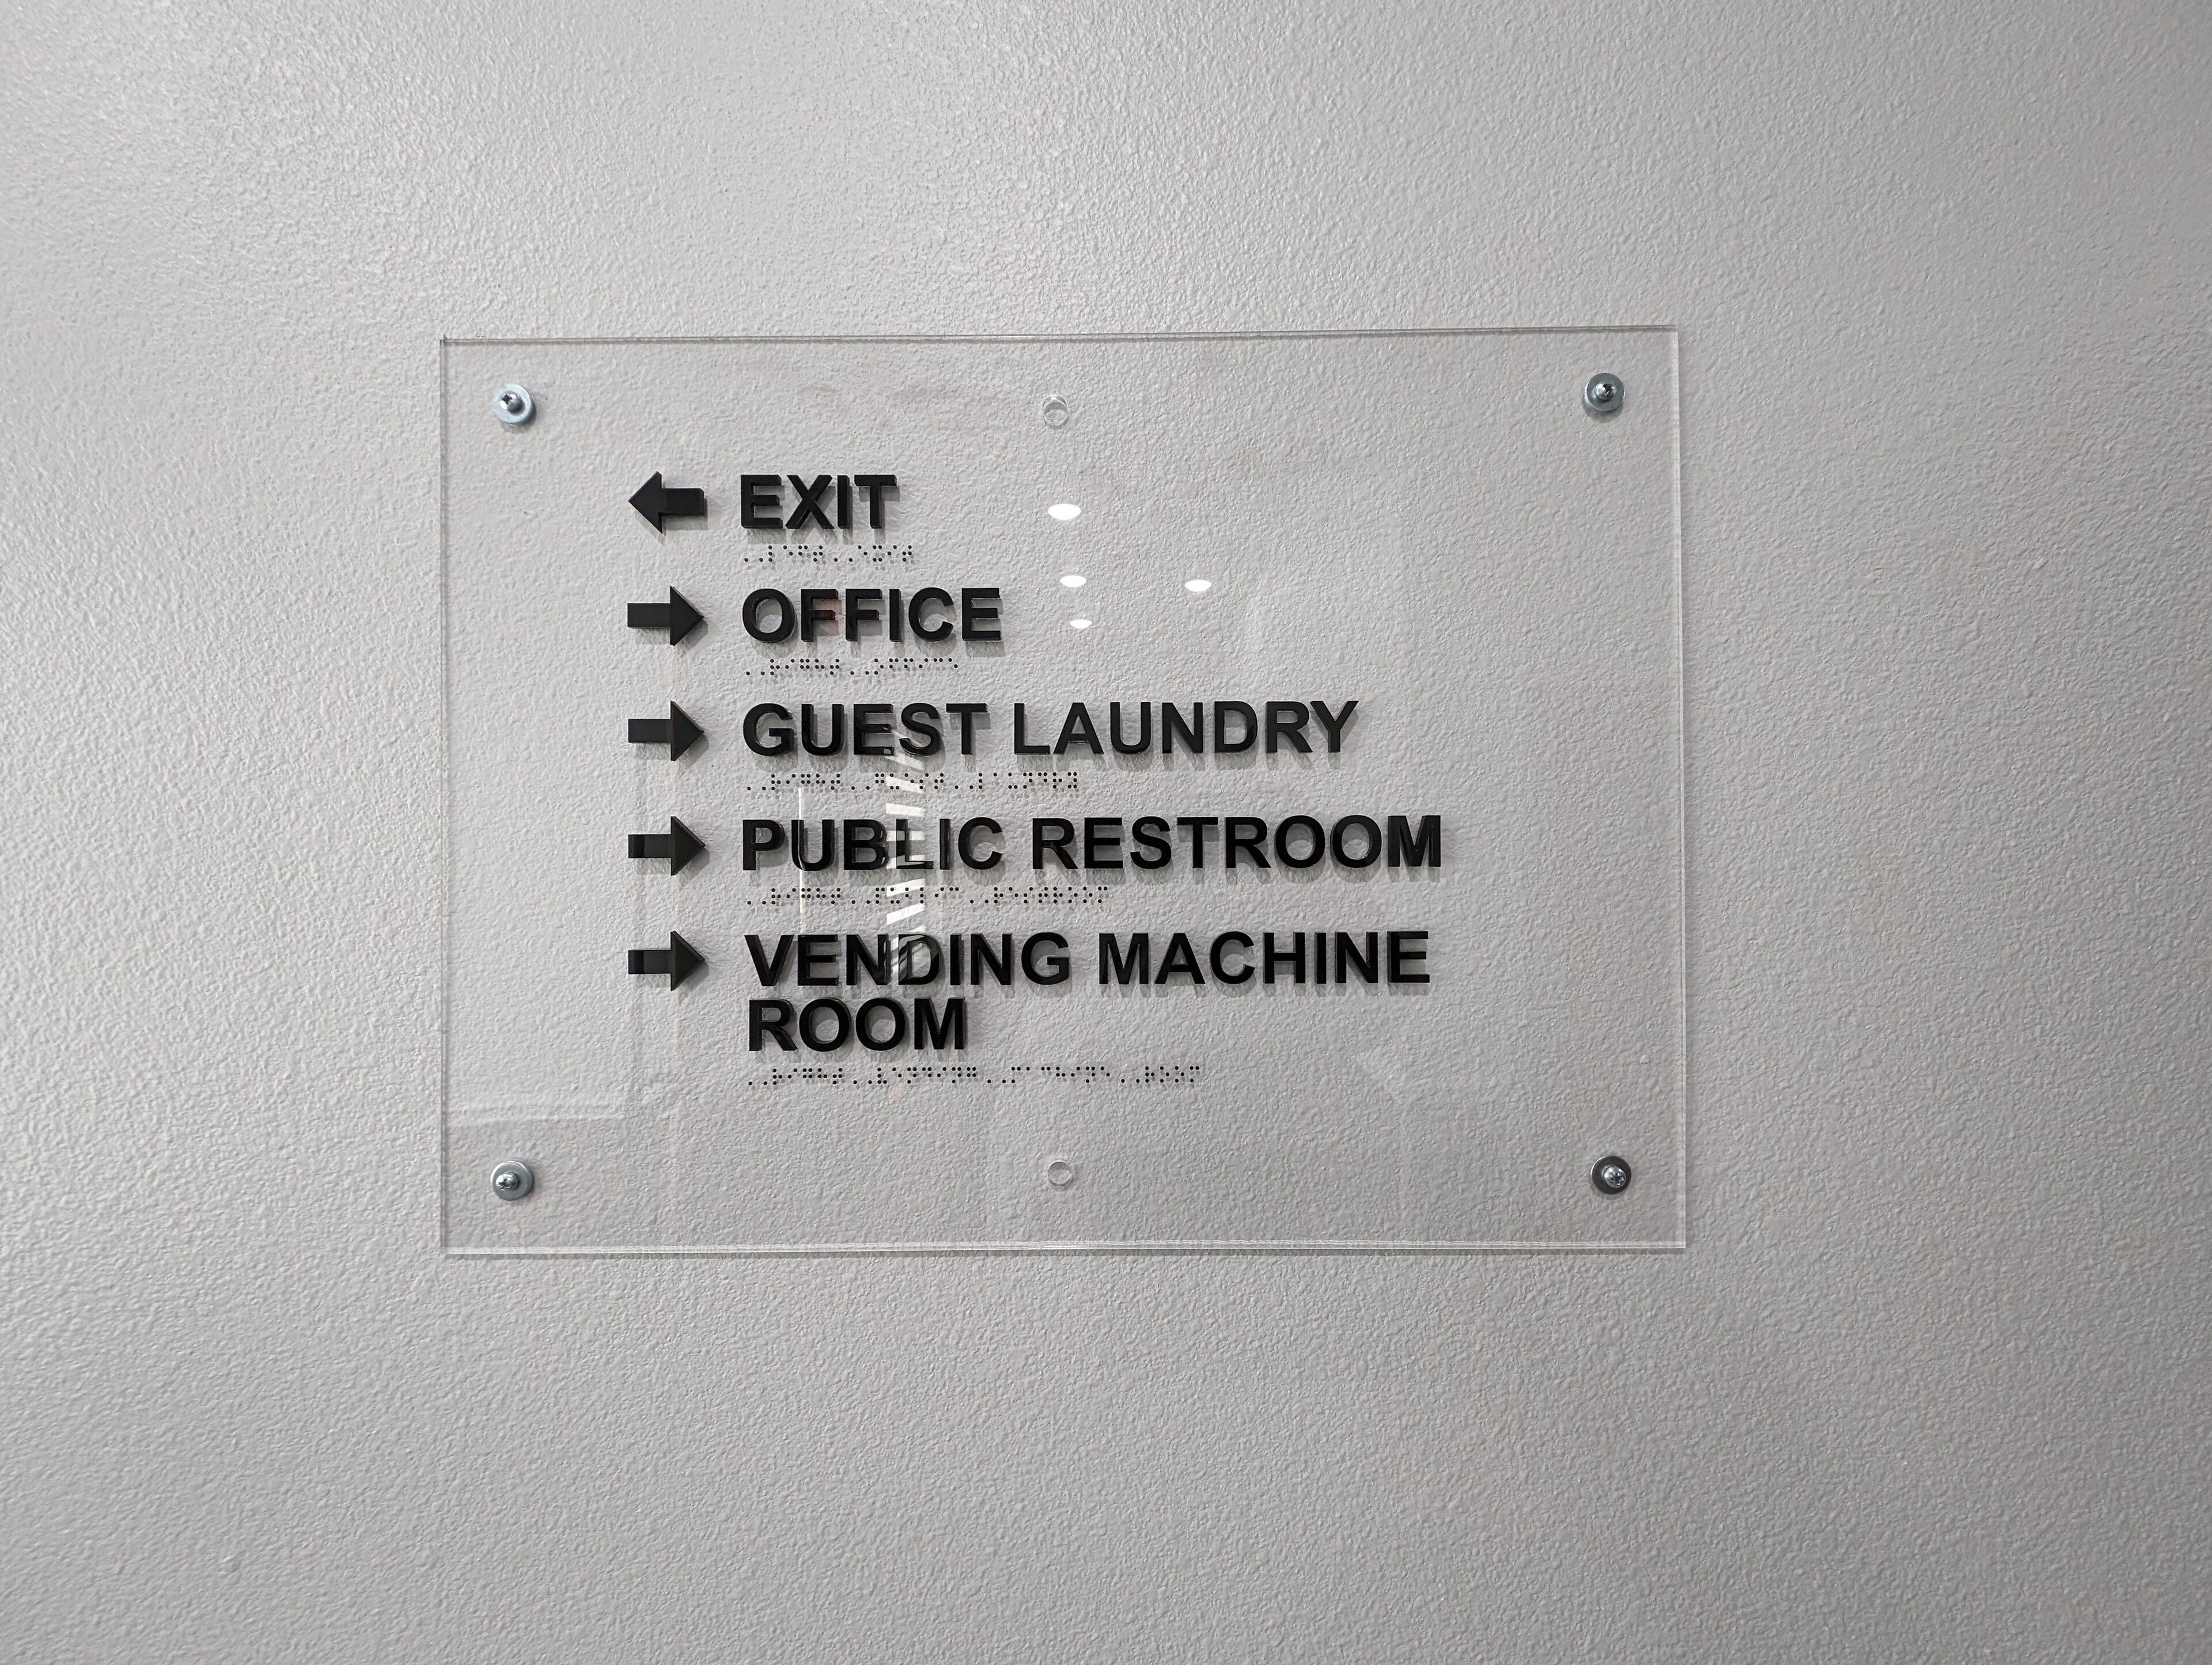 ← EXIT
→ OFFICE
→ GUEST LAUNDRY
→ PUBLIC RESTROOM
→ VENDING MACHINE
ROOM